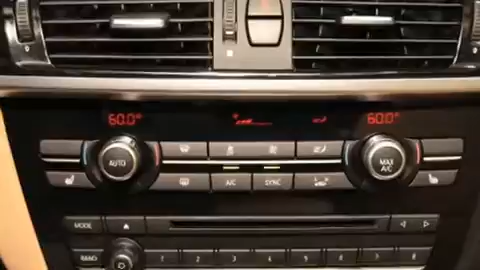 60.0° 60.0°
AUTO MAX A/C
A/C SYNC
MODE
BAND 1 2 3 4 5 6 7 8